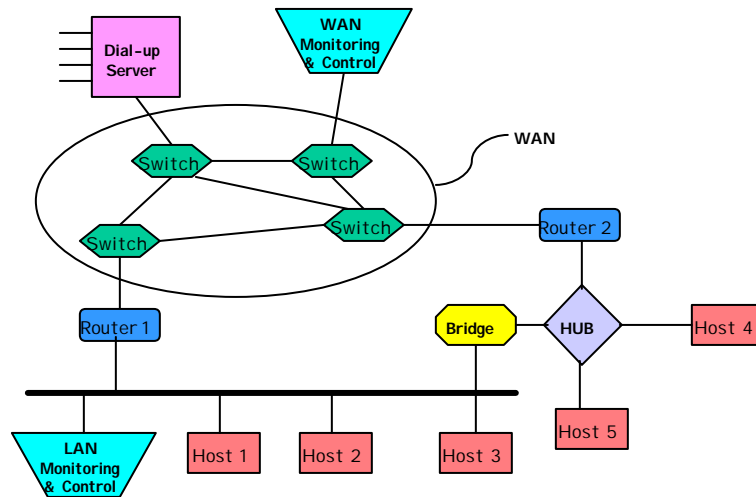 WAN
Monitoring
& Control
Dial-up
Server
WAN
Switch
Switch
Switch
Switch
Router 2
Router 1
Bridge
HUB
Host 4
Host 5
LAN
Monitoring
& Control
Host 1
Host 2
Host 3